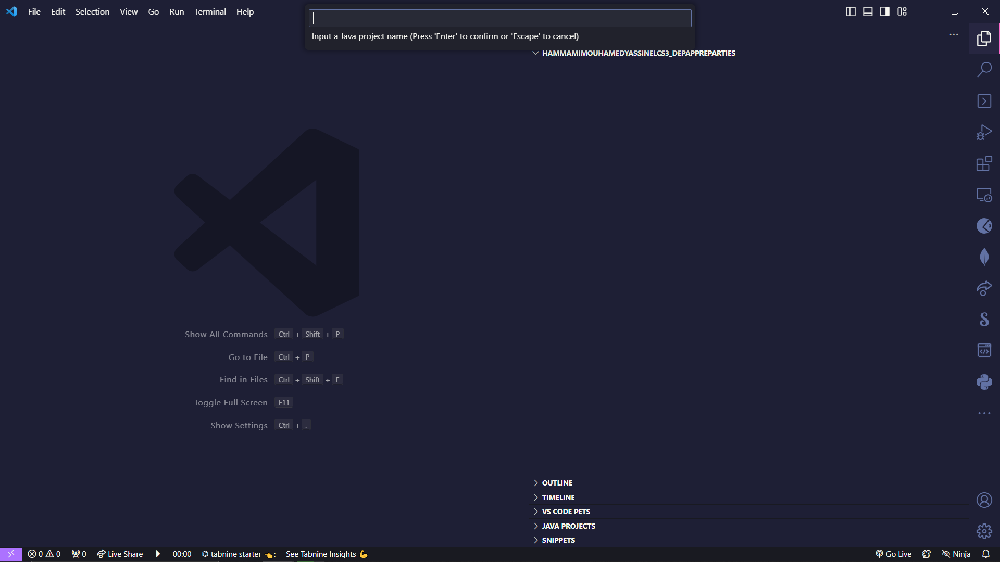 File Edit Selection View Go Run Terminal Help
Input a Java project name (Press 'Enter' to confirm or 'Escape' to cancel)
HAMMAMIMOUHAMEDYASSINELCS3_DEPAPPREPARTIES
Show All Commands Ctrl + Shift + P
Go to File Ctrl + P
Find in Files Ctrl + Shift + F
Toggle Full Screen F11
Show Settings Ctrl + ,
OUTLINE
TIMELINE
VS CODE PETS
JAVA PROJECTS
SNIPPETS
0 0 0 Live Share 00:00 tabnine starter 👈: See Tabnine Insights 💪 Go Live Ninja